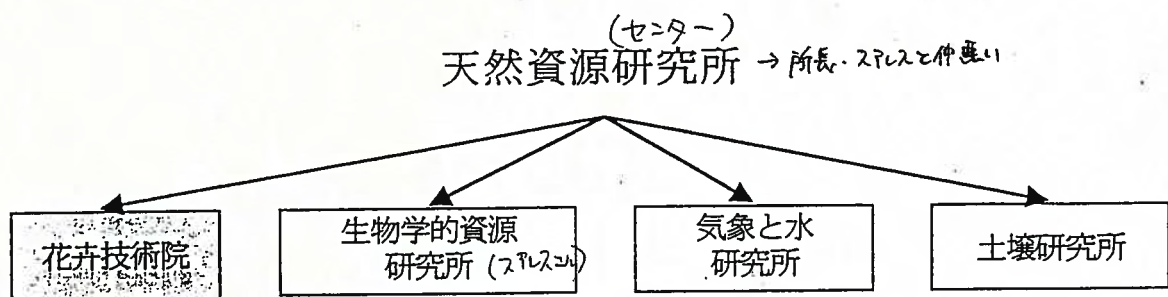 (センター)
天然資源研究所 → 所長・スアレスと仲悪い
花卉技術院
生物学的資源
研究所 (スアレス)
気象と水
研究所
土壌研究所